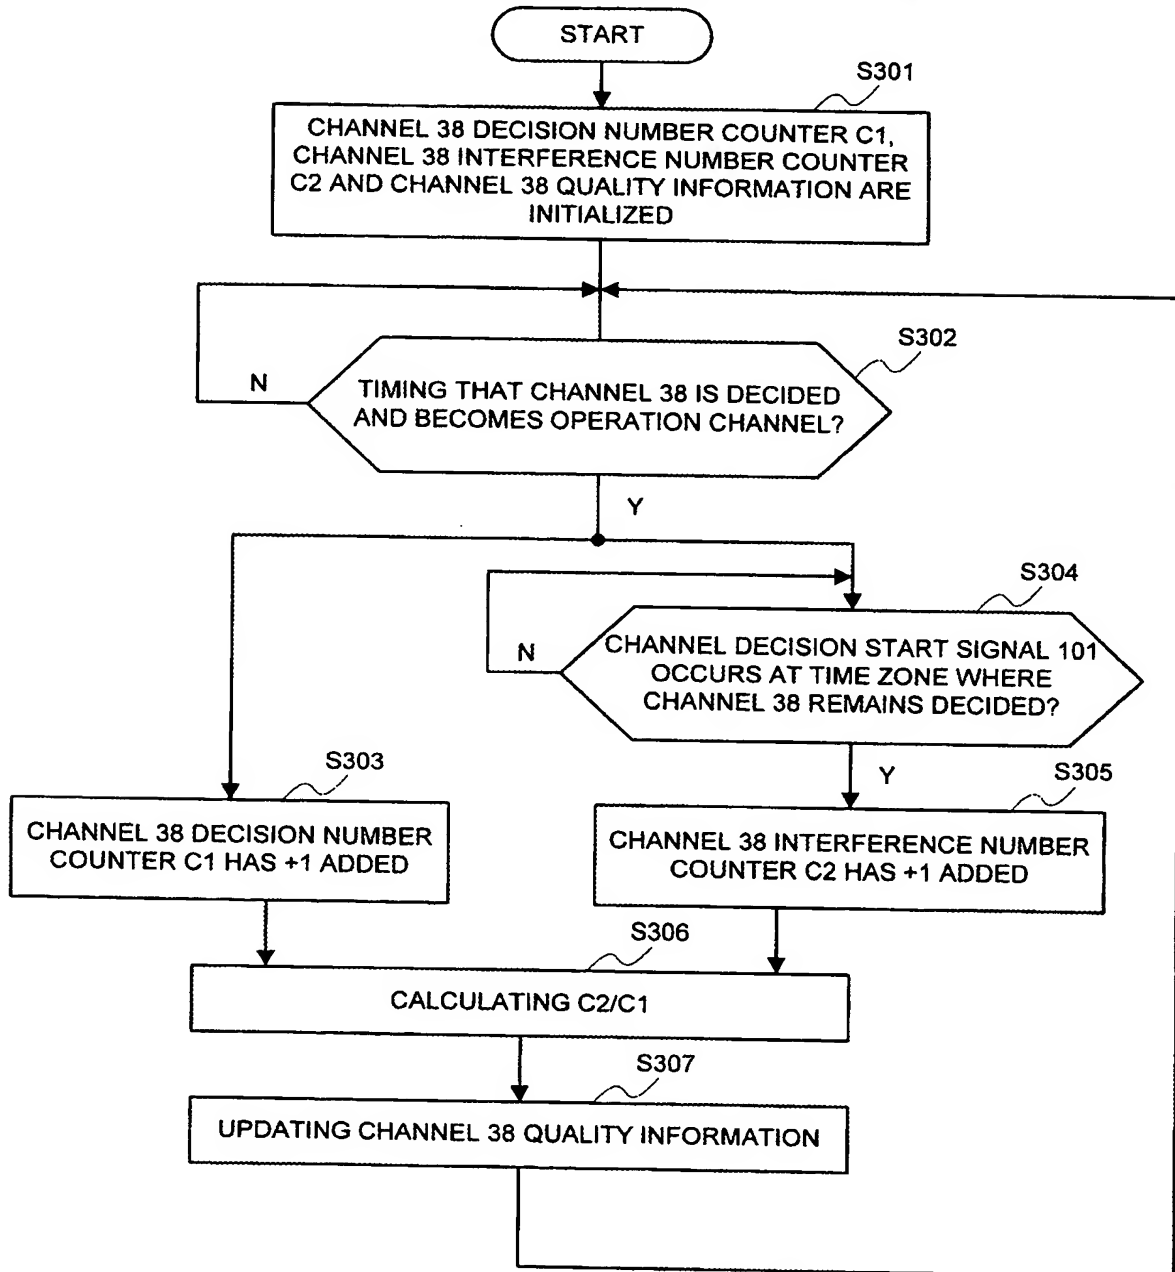 START
S301
CHANNEL 38 DECISION NUMBER COUNTER C1,
CHANNEL 38 INTERFERENCE NUMBER COUNTER
C2 AND CHANNEL 38 QUALITY INFORMATION ARE
INITIALIZED
S302
N
TIMING THAT CHANNEL 38 IS DECIDED
AND BECOMES OPERATION CHANNEL?
Y
S304
N
CHANNEL DECISION START SIGNAL 101
OCCURS AT TIME ZONE WHERE
CHANNEL 38 REMAINS DECIDED?
Y
S303
CHANNEL 38 DECISION NUMBER
COUNTER C1 HAS +1 ADDED
S305
CHANNEL 38 INTERFERENCE NUMBER
COUNTER C2 HAS +1 ADDED
S306
CALCULATING C2/C1
S307
UPDATING CHANNEL 38 QUALITY INFORMATION